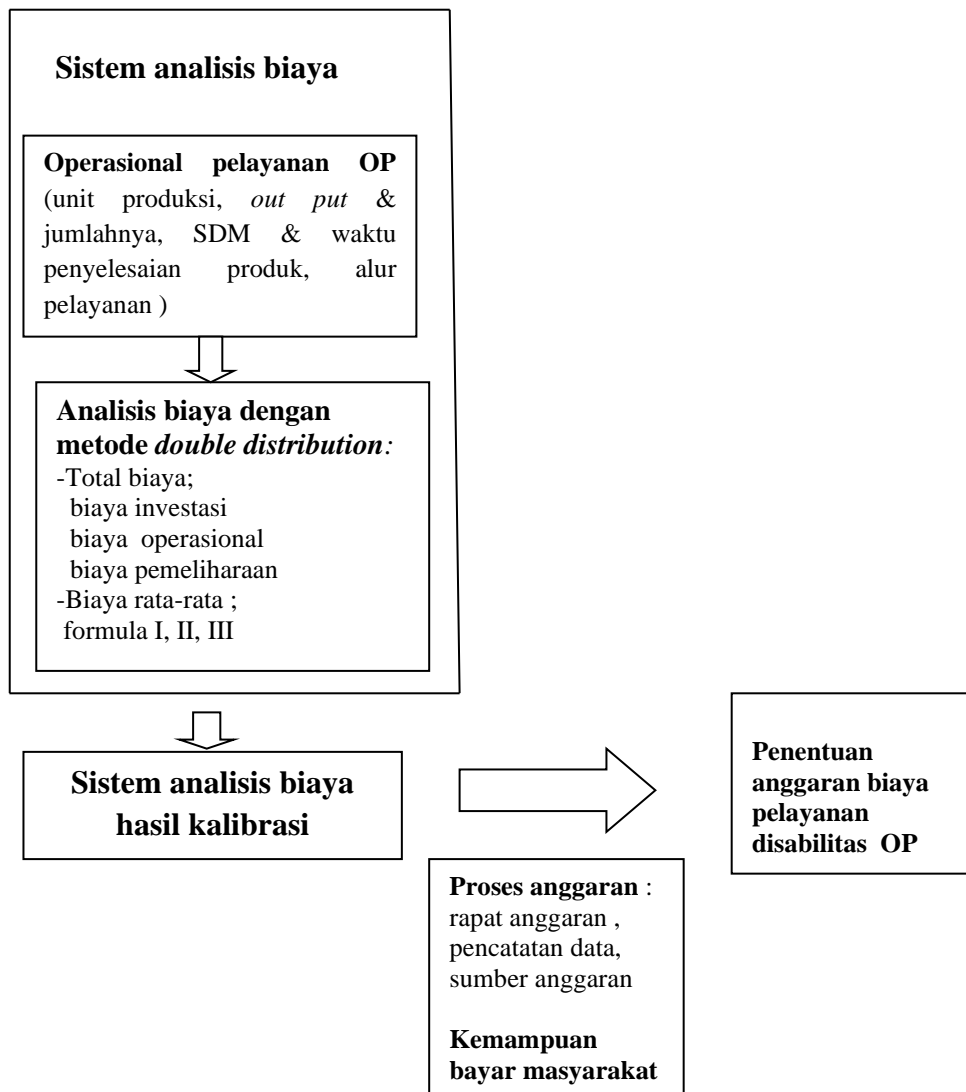 Sistem analisis biaya
Operasional pelayanan OP
(unit produksi, out put &
jumlahnya, SDM & waktu
penyelesaian produk, alur
pelayanan )
Analisis biaya dengan
metode double distribution:
-Total biaya;
biaya investasi
biaya operasional
biaya pemeliharaan
-Biaya rata-rata ;
formula I, II, III
Sistem analisis biaya
hasil kalibrasi
Penentuan
anggaran biaya
pelayanan
disabilitas OP
Proses anggaran :
rapat anggaran ,
pencatatan data,
sumber anggaran
Kemampuan
bayar masyarakat